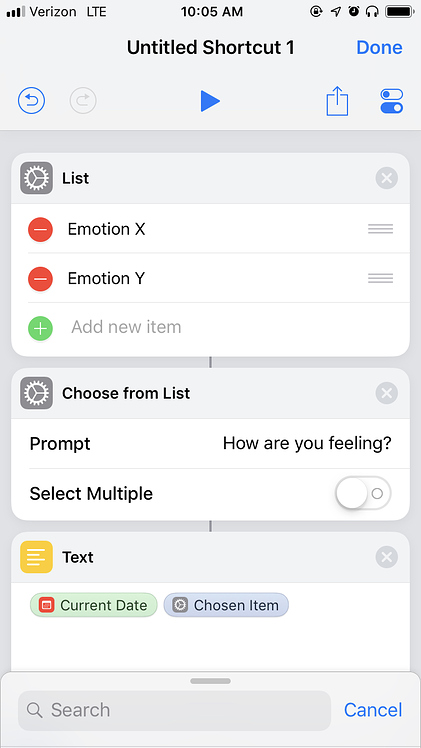 Verizon LTE 10:05 AM
Untitled Shortcut 1 Done
List
Emotion X
Emotion Y
Add new item
Choose from List
Prompt How are you feeling?
Select Multiple
Text
Current Date Chosen Item
Search Cancel